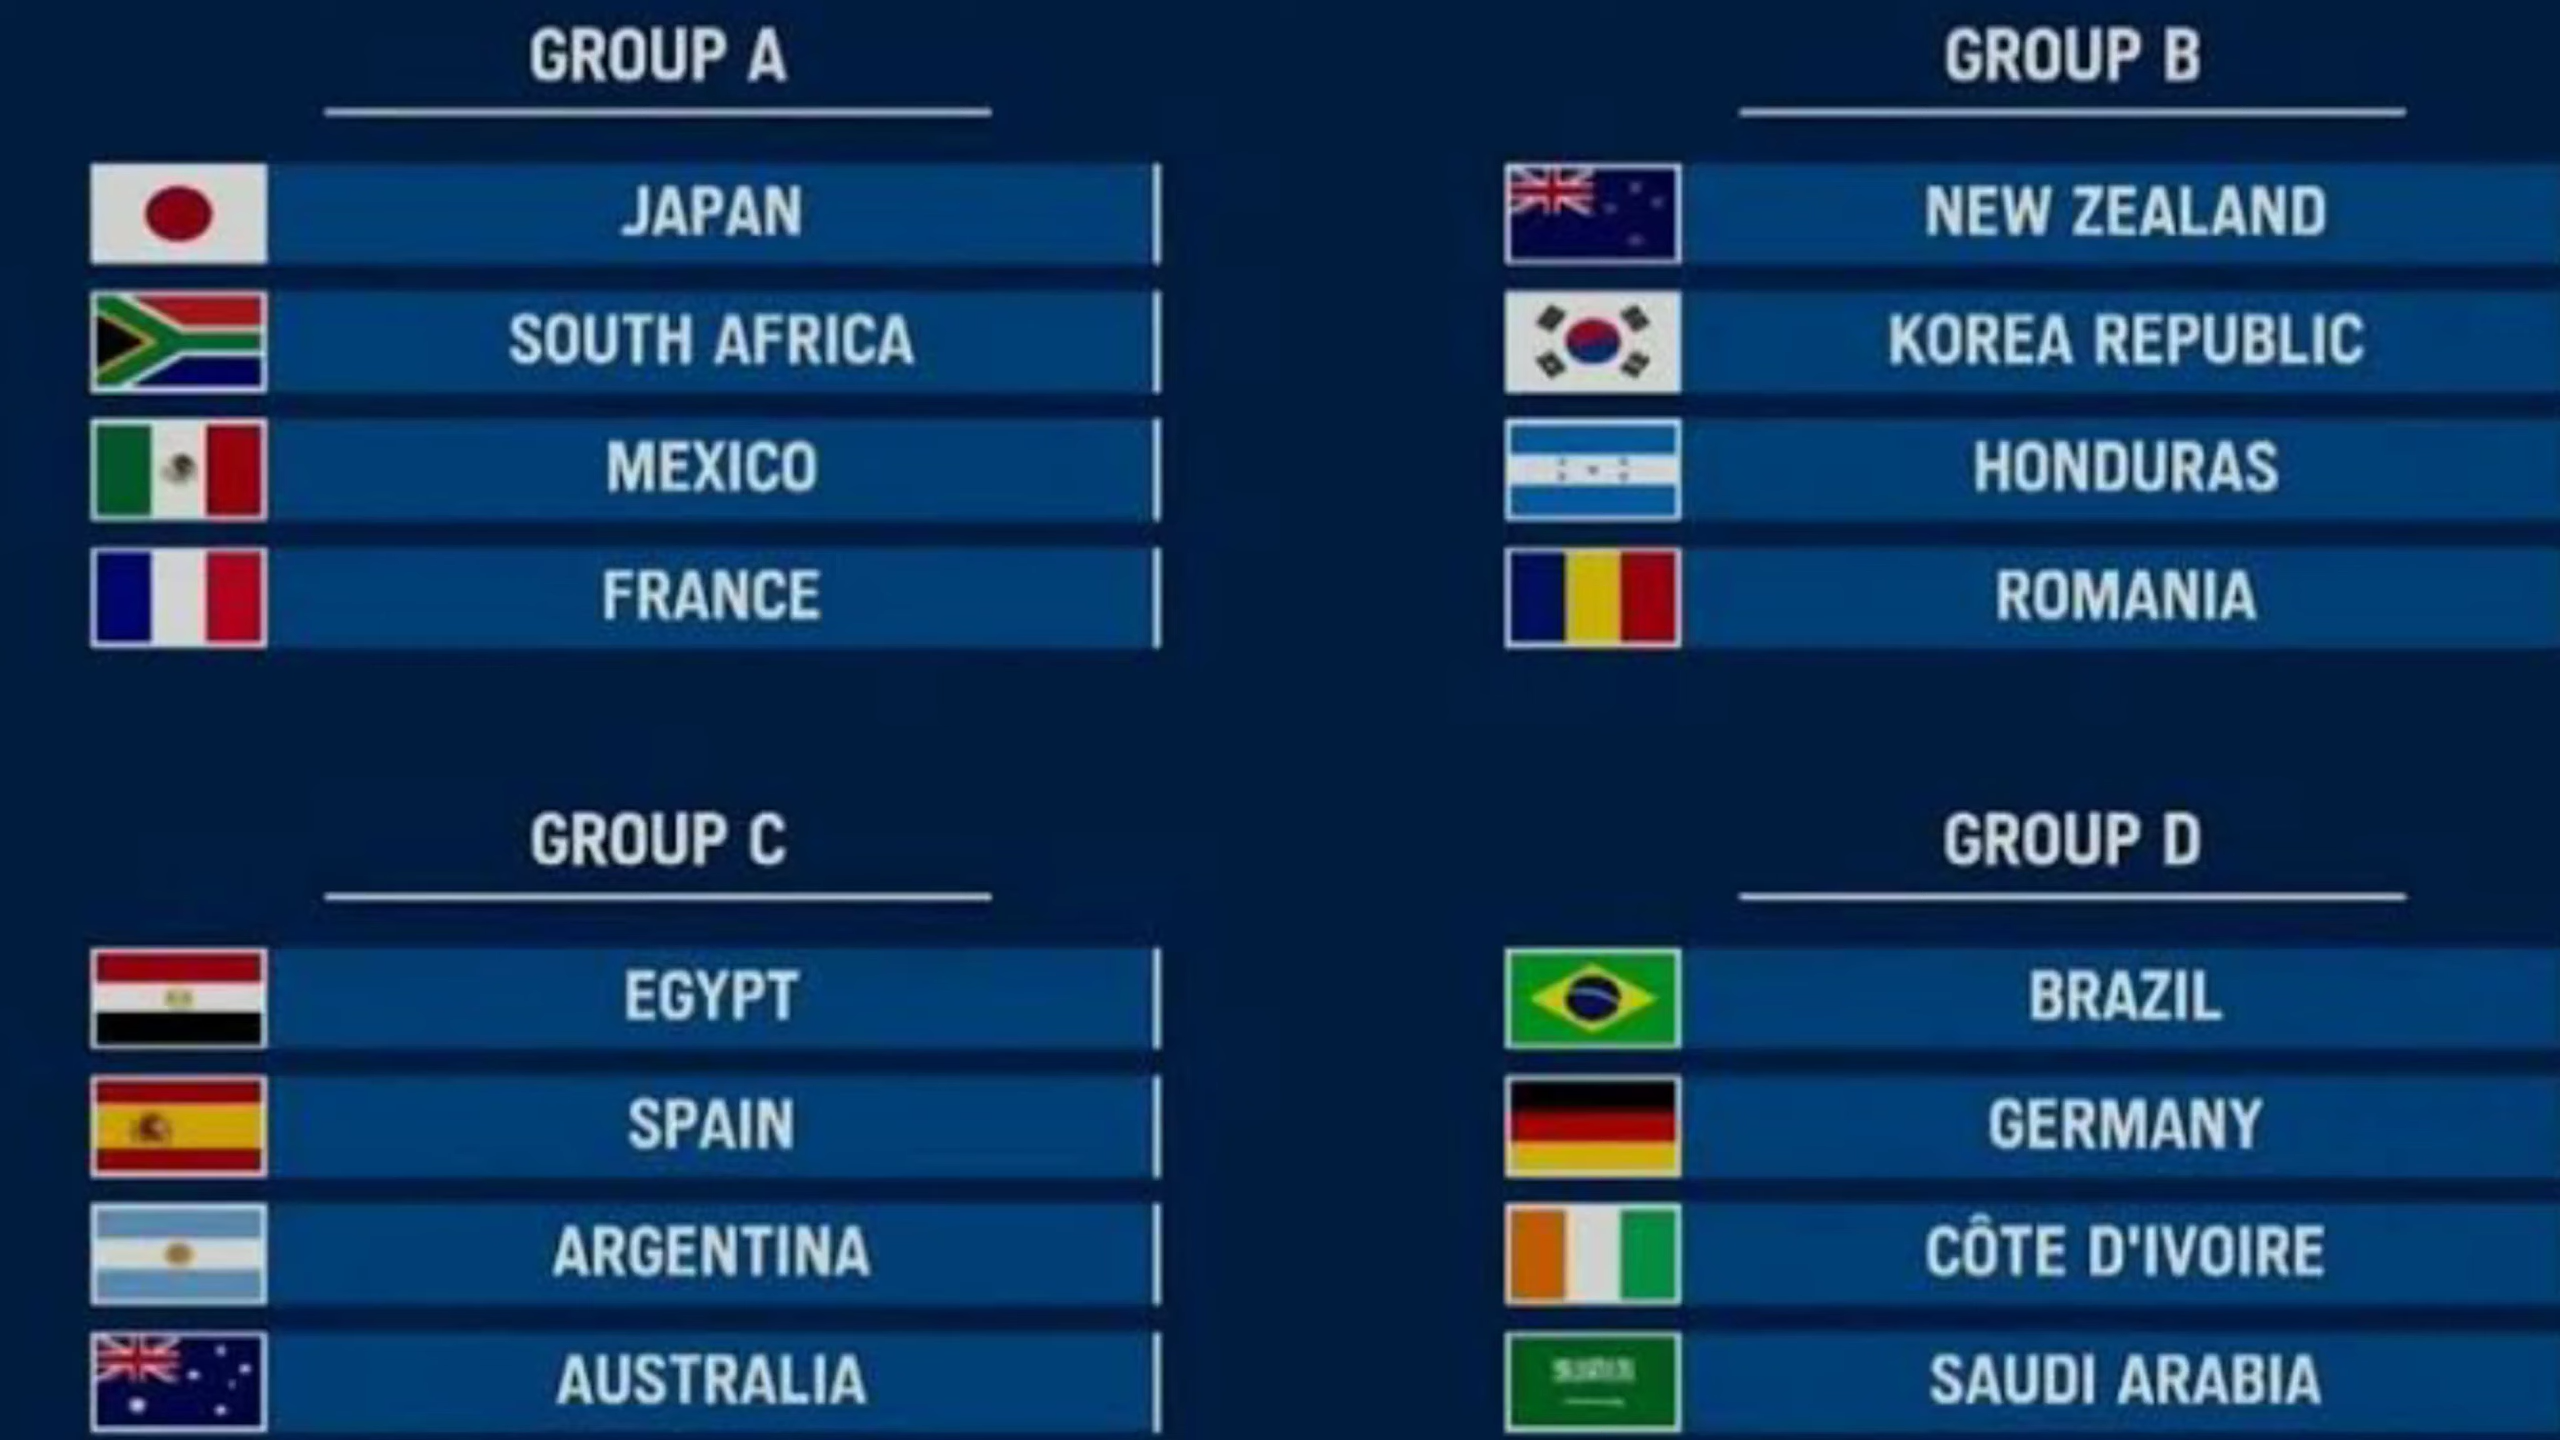 GROUP A
JAPAN
SOUTH AFRICA
MEXICO
FRANCE
GROUP B
NEW ZEALAND
KOREA REPUBLIC
HONDURAS
ROMANIA
GROUP C
EGYPT
SPAIN
ARGENTINA
AUSTRALIA
GROUP D
BRAZIL
GERMANY
CÔTE D'IVOIRE
SAUDI ARABIA